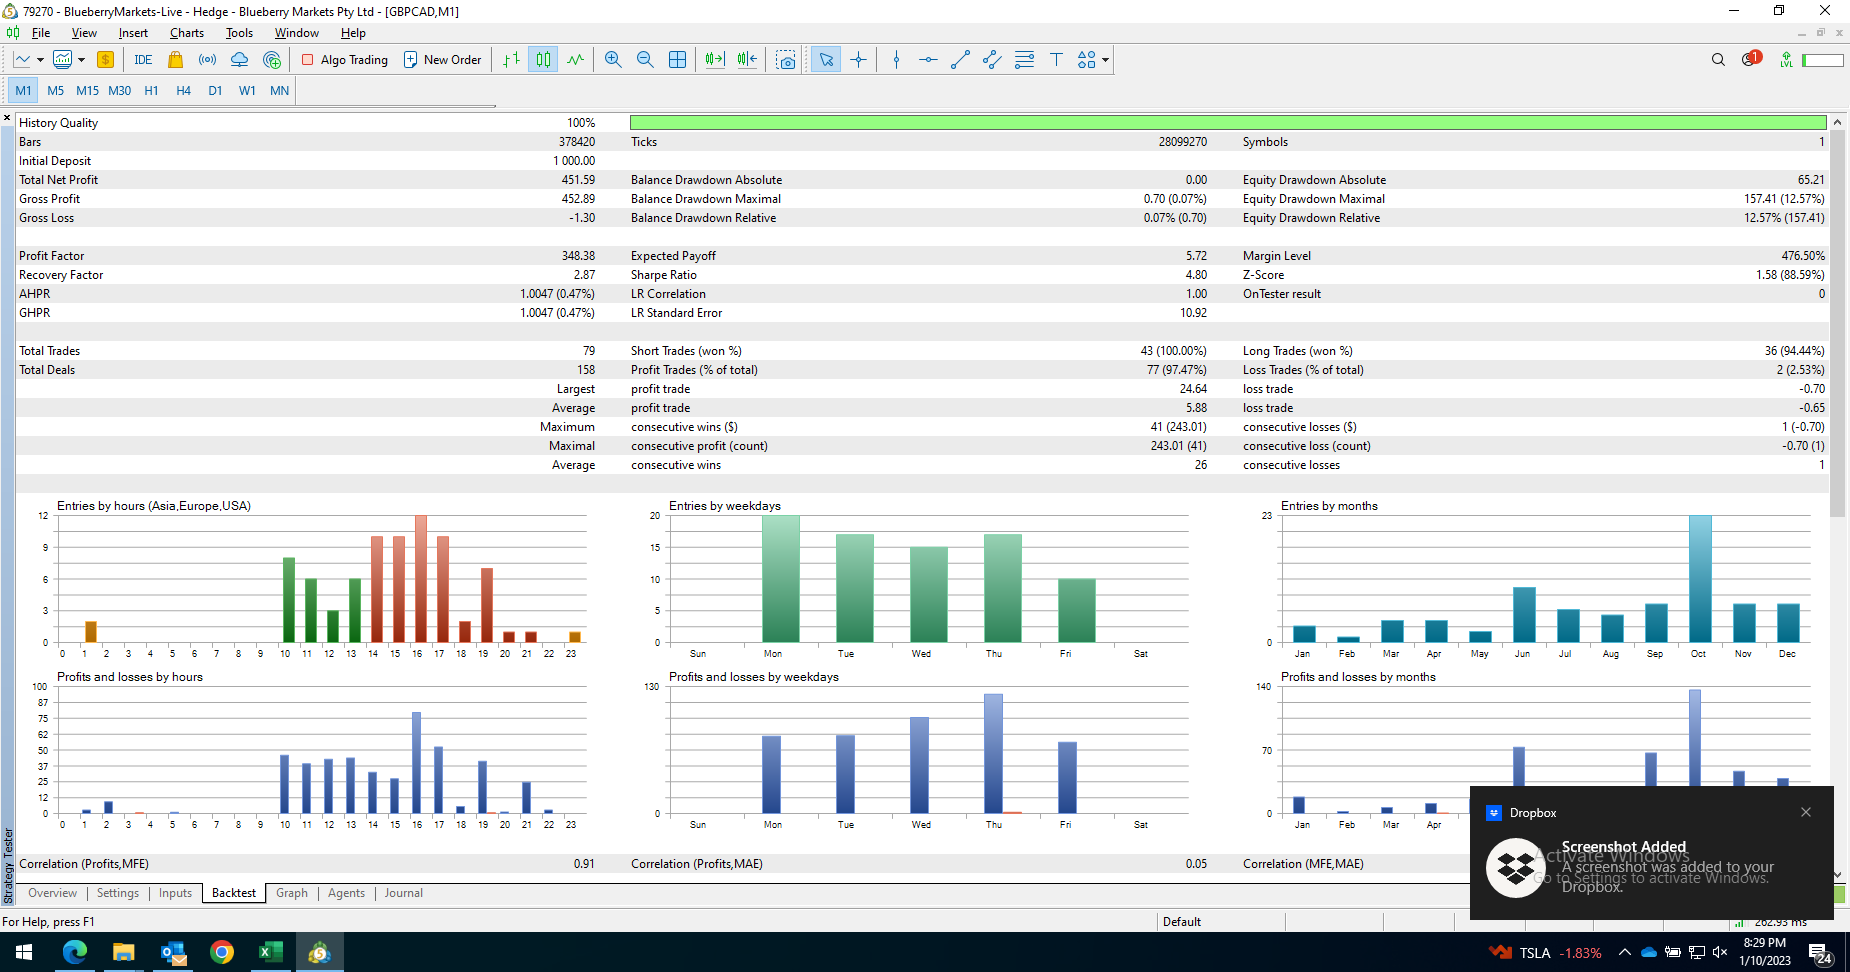 79270 - BlueberryMarkets-Live - Hedge - Blueberry Markets Pty Ltd - [GBPCAD,M1]
File View Insert Charts Tools Window Help
IDE Algo Trading New Order 1 LVL
M1 M5 M15 M30 H1 H4 D1 W1 MN
History Quality 100%
Bars 378420 Ticks 28099270 Symbols 1
Initial Deposit 1 000.00
Total Net Profit 451.59 Balance Drawdown Absolute 0.00 Equity Drawdown Absolute 65.21
Gross Profit 452.89 Balance Drawdown Maximal 0.70 (0.07%) Equity Drawdown Maximal 157.41 (12.57%)
Gross Loss -1.30 Balance Drawdown Relative 0.07% (0.70) Equity Drawdown Relative 12.57% (157.41)
Profit Factor 348.38 Expected Payoff 5.72 Margin Level 476.50%
Recovery Factor 2.87 Sharpe Ratio 4.80 Z-Score 1.58 (88.59%)
AHPR 1.0047 (0.47%) LR Correlation 1.00 OnTester result 0
GHPR 1.0047 (0.47%) LR Standard Error 10.92
Total Trades 79 Short Trades (won %) 43 (100.00%) Long Trades (won %) 36 (94.44%)
Total Deals 158 Profit Trades (% of total) 77 (97.47%) Loss Trades (% of total) 2 (2.53%)
Largest profit trade 24.64 loss trade -0.70
Average profit trade 5.88 loss trade -0.65
Maximum consecutive wins ($) 41 (243.01) consecutive losses ($) 1 (-0.70)
Maximal consecutive profit (count) 243.01 (41) consecutive loss (count) -0.70 (1)
Average consecutive wins 26 consecutive losses 1
Entries by hours (Asia,Europe,USA)
12
9
6
3
0
0 1 2 3 4 5 6 7 8 9 10 11 12 13 14 15 16 17 18 19 20 21 22 23
Entries by weekdays
20
15
10
5
0
Sun Mon Tue Wed Thu Fri Sat
Entries by months
23
0
Jan Feb Mar Apr May Jun Jul Aug Sep Oct Nov Dec
Profits and losses by hours
100
87
75
62
50
37
25
12
0
0 1 2 3 4 5 6 7 8 9 10 11 12 13 14 15 16 17 18 19 20 21 22 23
Profits and losses by weekdays
130
0
Sun Mon Tue Wed Thu Fri Sat
Profits and losses by months
140
70
0
Jan Feb Mar Apr
Correlation (Profits,MFE) 0.91 Correlation (Profits,MAE) 0.05 Correlation (MFE,MAE)
Dropbox
Screenshot Added
A screenshot was added to your
Dropbox.
Activate Windows
Go to Settings to activate Windows.
Strategy Tester
Overview Settings Inputs Backtest Graph Agents Journal
For Help, press F1 Default 262.93 ms
TSLA -1.83% 8:29 PM
1/10/2023 24